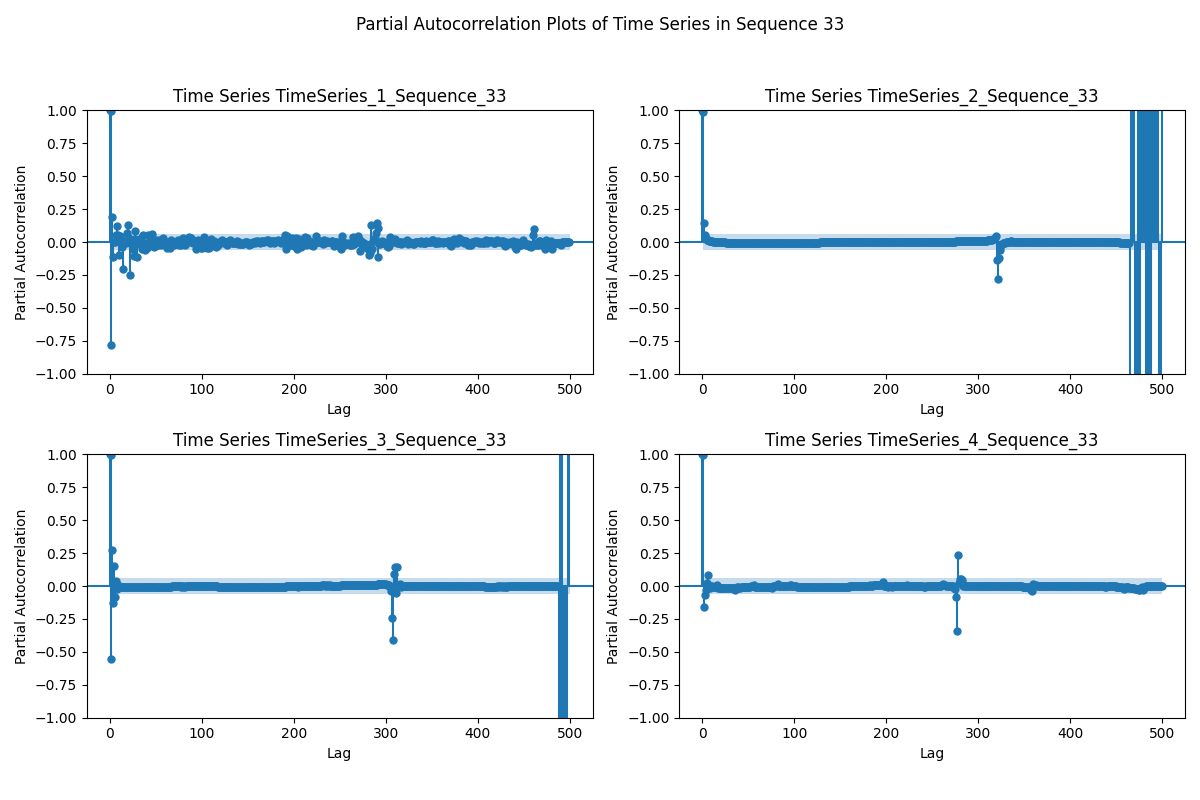 Partial Autocorrelation Plots of Time Series in Sequence 33
Time Series TimeSeries_1_Sequence_33
Partial Autocorrelation
1.00
0.75
0.50
0.25
0.00
−0.25
−0.50
−0.75
−1.00
0 100 200 300 400 500
Lag
Time Series TimeSeries_2_Sequence_33
Partial Autocorrelation
1.00
0.75
0.50
0.25
0.00
−0.25
−0.50
−0.75
−1.00
0 100 200 300 400 500
Lag
Time Series TimeSeries_3_Sequence_33
Partial Autocorrelation
1.00
0.75
0.50
0.25
0.00
−0.25
−0.50
−0.75
−1.00
0 100 200 300 400 500
Lag
Time Series TimeSeries_4_Sequence_33
Partial Autocorrelation
1.00
0.75
0.50
0.25
0.00
−0.25
−0.50
−0.75
−1.00
0 100 200 300 400 500
Lag